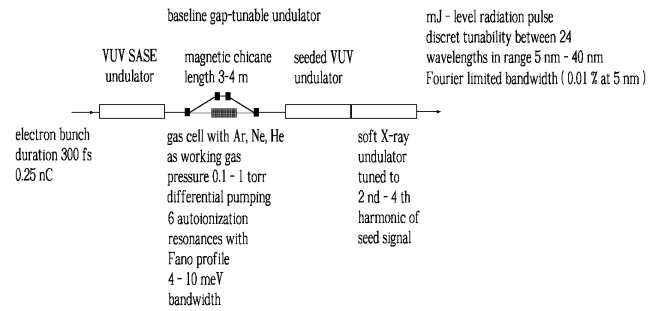 baseline gap-tunable undulator
mJ - level radiation pulse
discret tunability between 24
wavelengths in range 5 nm - 40 nm
Fourier limited bandwidth ( 0.01 % at 5 nm )
VUV SASE
undulator
magnetic chicane
length 3-4 m
seeded VUV
undulator
electron bunch
duration 300 fs
0.25 nC
gas cell with Ar, Ne, He
as working gas
pressure 0.1 - 1 torr
differential pumping
6 autoionization
resonances with
Fano profile
4 - 10 meV
bandwidth
soft X-ray
undulator
tuned to
2 nd - 4 th
harmonic of
seed signal